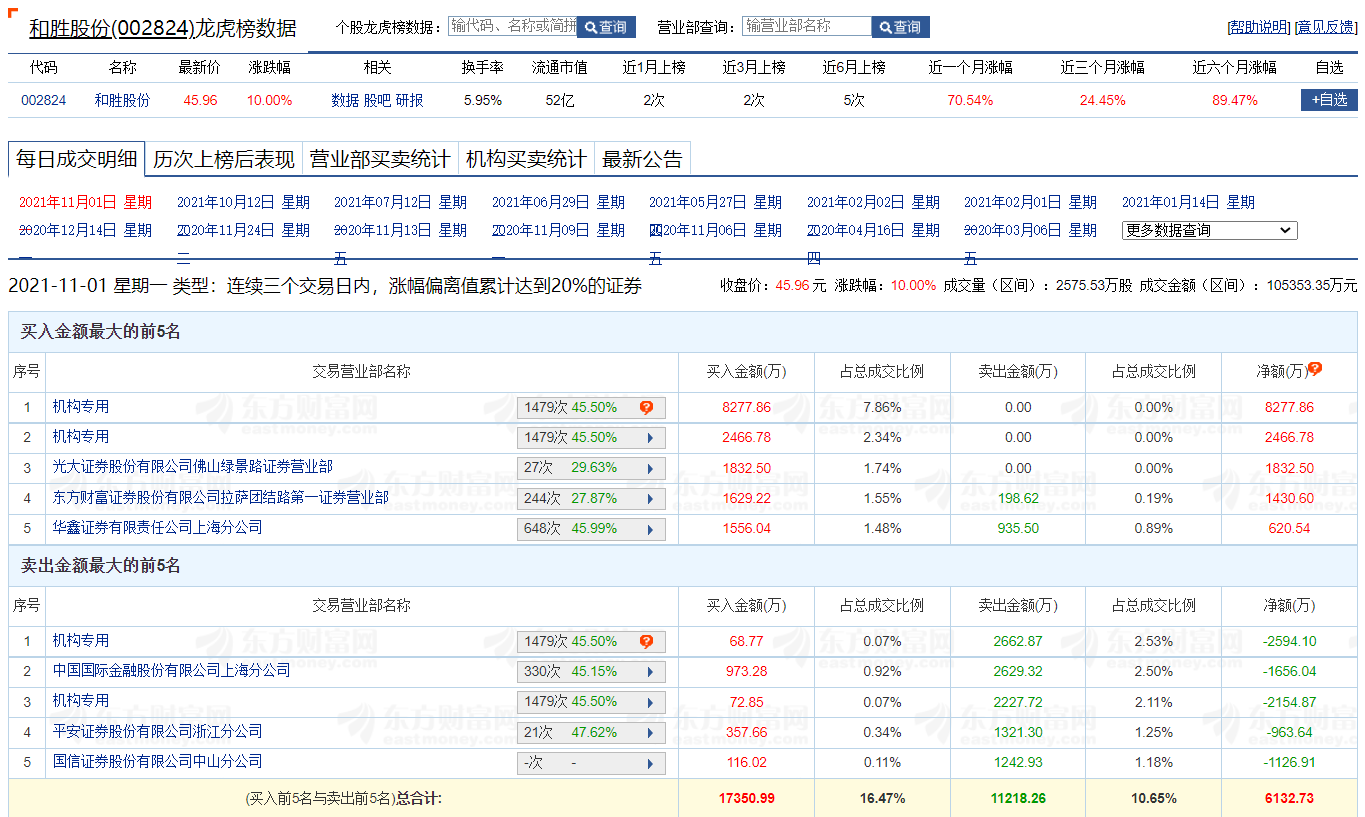 和胜股份(002824)龙虎榜数据 个股龙虎榜数据： 输代码、名称或简拼 查询 营业部查询： 输营业部名称 查询 [帮助说明] [意见反馈]
代码 名称 最新价 涨跌幅 相关 换手率 流通市值 近1月上榜 近3月上榜 近6月上榜 近一个月涨幅 近三个月涨幅 近六个月涨幅 自选
002824 和胜股份 45.96 10.00% 数据 股吧 研报 5.95% 52亿 2次 2次 5次 70.54% 24.45% 89.47% +自选
每日成交明细 历次上榜后表现 营业部买卖统计 机构买卖统计 最新公告
2021年11月01日 星期 2021年10月12日 星期 2021年07月12日 星期 2021年06月29日 星期 2021年05月27日 星期 2021年02月02日 星期 2021年02月01日 星期 2021年01月14日 星期
2020年12月14日 星期 2020年11月24日 星期 2020年11月13日 星期 2020年11月09日 星期 2020年11月06日 星期 2020年04月16日 星期 2020年03月06日 星期 更多数据查询
一 二 五 一 五 四 五
2021-11-01 星期一 类型：连续三个交易日内，涨幅偏离值累计达到20%的证券 收盘价：45.96 元 涨跌幅：10.00% 成交量（区间）：2575.53万股 成交金额（区间）：105353.35万元
买入金额最大的前5名
序号 交易营业部名称 买入金额(万) 占总成交比例 卖出金额(万) 占总成交比例 净额(万)
1 机构专用 1479次 45.50% 8277.86 7.86% 0.00 0.00% 8277.86
2 机构专用 1479次 45.50% 2466.78 2.34% 0.00 0.00% 2466.78
3 光大证券股份有限公司佛山绿景路证券营业部 27次 29.63% 1832.50 1.74% 0.00 0.00% 1832.50
4 东方财富证券股份有限公司拉萨团结路第一证券营业部 244次 27.87% 1629.22 1.55% 198.62 0.19% 1430.60
5 华鑫证券有限责任公司上海分公司 648次 45.99% 1556.04 1.48% 935.50 0.89% 620.54
卖出金额最大的前5名
序号 交易营业部名称 买入金额(万) 占总成交比例 卖出金额(万) 占总成交比例 净额(万)
1 机构专用 1479次 45.50% 68.77 0.07% 2662.87 2.53% -2594.10
2 中国国际金融股份有限公司上海分公司 330次 45.15% 973.28 0.92% 2629.32 2.50% -1656.04
3 机构专用 1479次 45.50% 72.85 0.07% 2227.72 2.11% -2154.87
4 平安证券股份有限公司浙江分公司 21次 47.62% 357.66 0.34% 1321.30 1.25% -963.64
5 国信证券股份有限公司中山分公司 -次 - 116.02 0.11% 1242.93 1.18% -1126.91
(买入前5名与卖出前5名)总合计: 17350.99 16.47% 11218.26 10.65% 6132.73